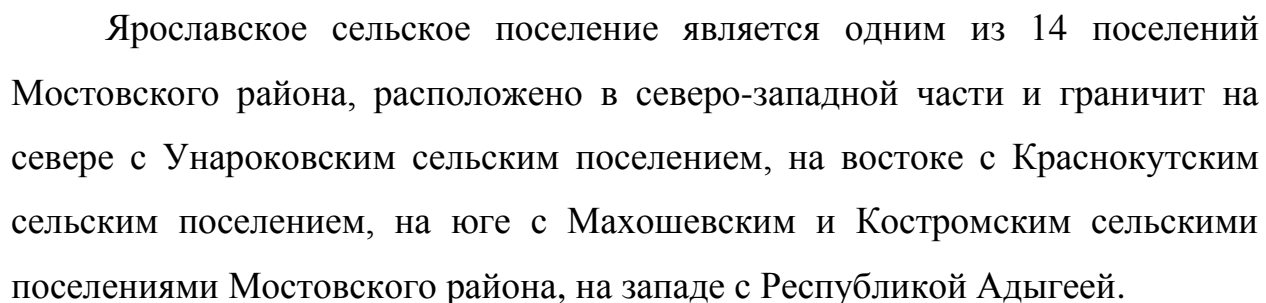 Ярославское сельское поселение является одним из 14 поселений
Мостовского района, расположено в северо-западной части и граничит на
севере с Унароковским сельским поселением, на востоке с Краснокутским
сельским поселением, на юге с Махошевским и Костромским сельскими
поселениями Мостовского района, на западе с Республикой Адыгеей.